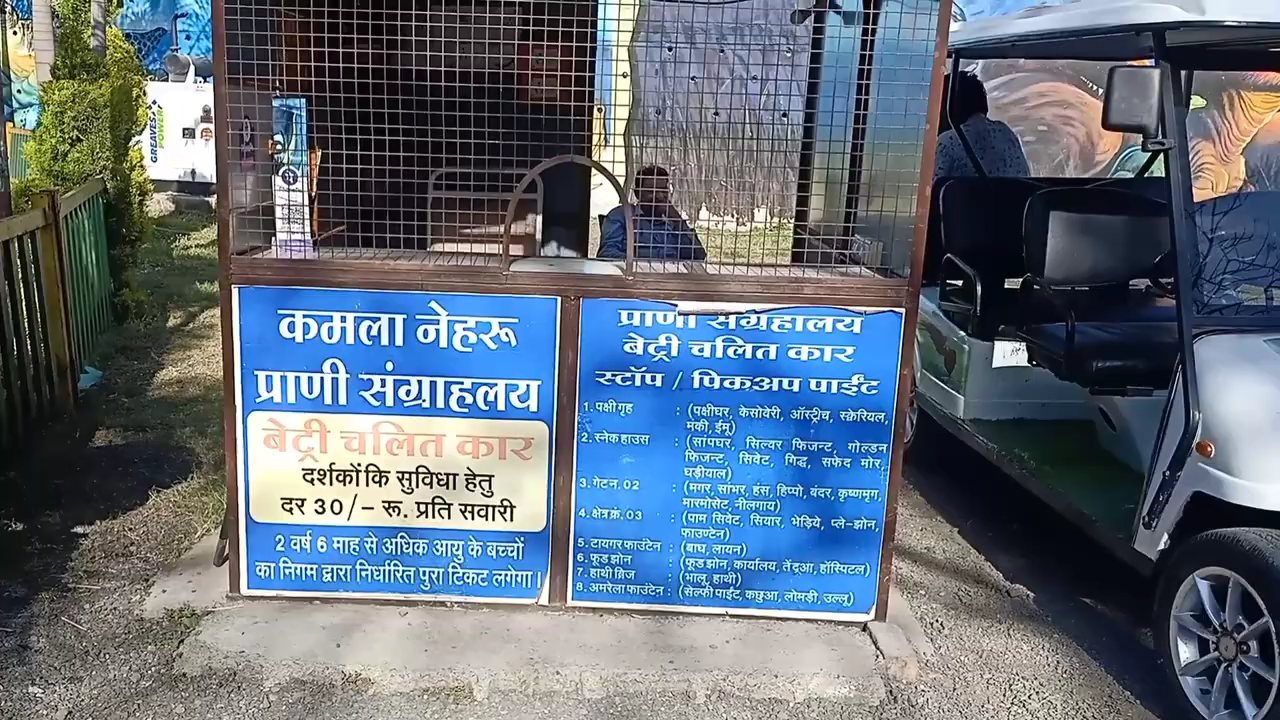 GREAVES
POWER
कमला नेहरू
प्राणी संग्राहलय
बेट्री चलित कार
दर्शकों कि सुविधा हेतु
दर 30/- रू. प्रति सवारी
2 वर्ष 6 माह से अधिक आयु के बच्चों
का निगम द्वारा निर्धारित पुरा टिकट लगेगा।
प्राणी संग्रहालय
बेट्री चलित कार
स्टॉप / पिकअप पाईंट
1. पक्षी गृह : (पक्षीघर, केसोवेरी, ऑस्ट्रीच, स्क्वेरियल,
मंकी, ईमू)
2. स्नेक हाउस : (सांपघर, सिल्वर फिजन्ट, गोल्डन
फिजन्ट, सिवेट, गिद्ध, सफेद मोर,
घड़ीयाल)
3. गेट न. 02 : (मगर, सांभर, हंस, हिप्पो, बंदर, कृष्णमृग,
मारमोसेट, नीलगाय)
4. क्षेत्र क्रं. 03 : (पाम सिवेट, सियार, भेड़िये, प्ले-झोन,
फाउण्टेन)
5. टायगर फाउंटेन : (बाघ, लायन)
6. फूड झोन : (फूड झोन, कार्यालय, तेंदूआ, हॉस्पिटल)
7. हाथी ब्रिज : (भालू, हाथी)
8. अमरेला फाउंटेन : (सेल्फी पाईंट, कछुआ, लोमड़ी, उल्लू)